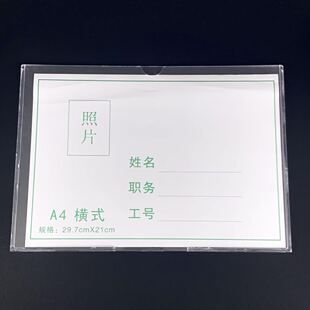 照
片
姓名
职务
A4 横式 工号
规格：29.7cmX21cm